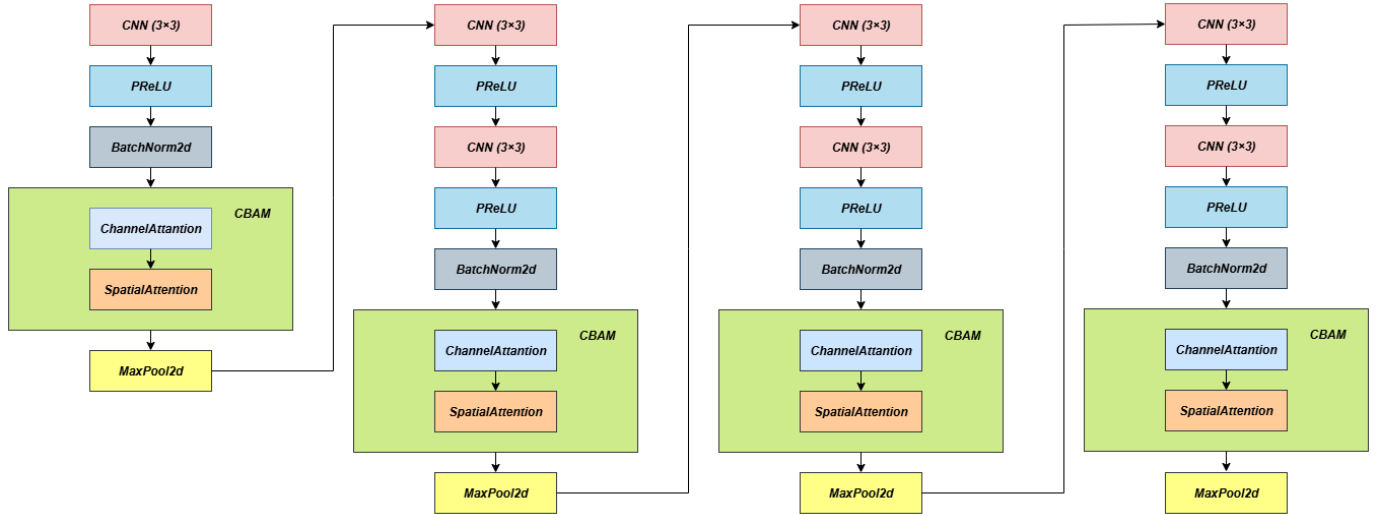 CNN (3×3)
PReLU
BatchNorm2d
CBAM
ChannelAttantion
SpatialAttention
MaxPool2d
CNN (3×3)
PReLU
CNN (3×3)
PReLU
BatchNorm2d
CBAM
ChannelAttantion
SpatialAttention
MaxPool2d
CNN (3×3)
PReLU
CNN (3×3)
PReLU
BatchNorm2d
CBAM
ChannelAttantion
SpatialAttention
MaxPool2d
CNN (3×3)
PReLU
CNN (3×3)
PReLU
BatchNorm2d
CBAM
ChannelAttantion
SpatialAttention
MaxPool2d